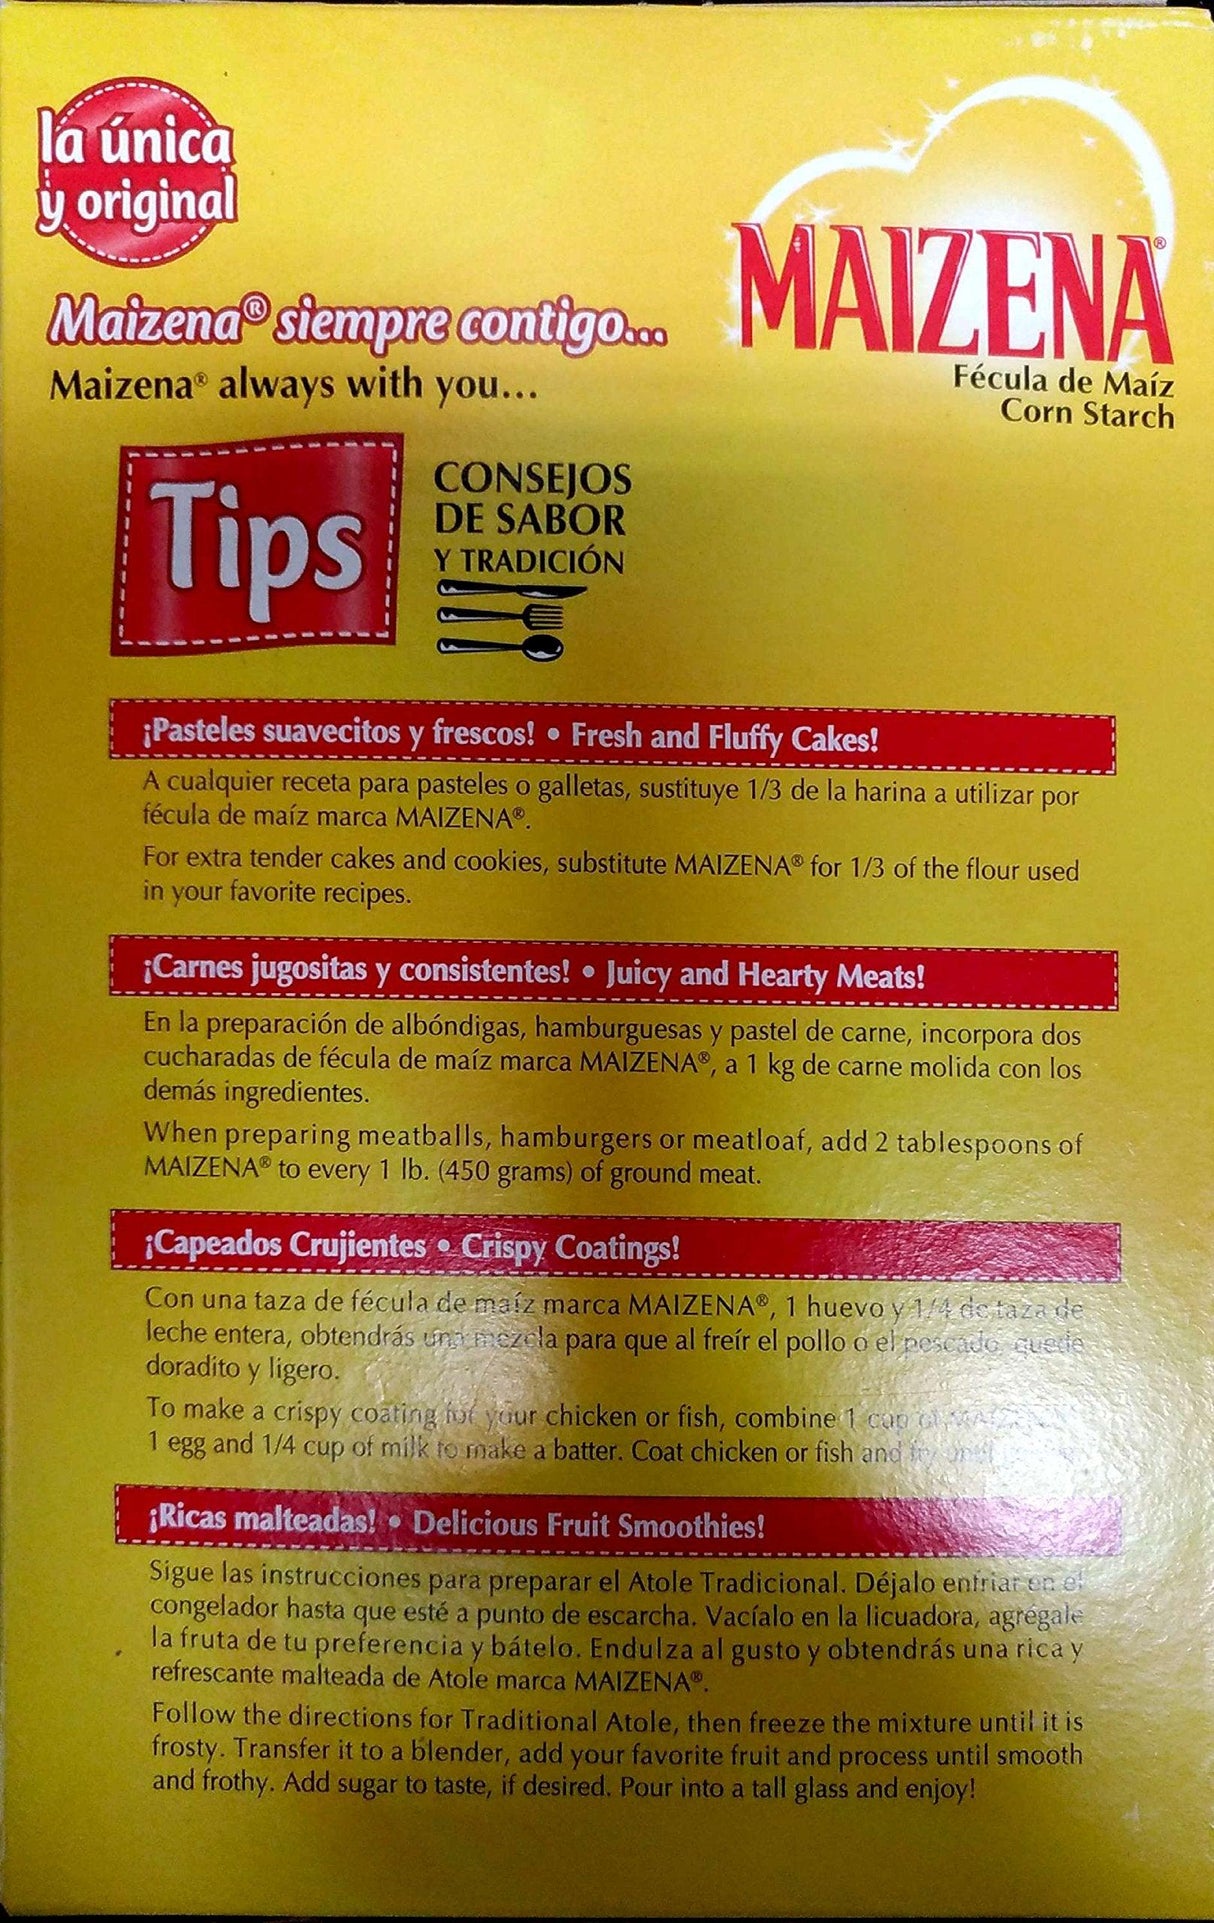 la única
y original
MAIZENA®
Fécula de Maíz
Corn Starch
Maizena® siempre contigo...
Maizena® always with you...
Tips
CONSEJOS
DE SABOR
Y TRADICIÓN
¡Pasteles suavecitos y frescos! • Fresh and Fluffy Cakes!
A cualquier receta para pasteles o galletas, sustituye 1/3 de la harina a utilizar por
fécula de maíz marca MAIZENA®.
For extra tender cakes and cookies, substitute MAIZENA® for 1/3 of the flour used
in your favorite recipes.
¡Carnes jugositas y consistentes! • Juicy and Hearty Meats!
En la preparación de albóndigas, hamburguesas y pastel de carne, incorpora dos
cucharadas de fécula de maíz marca MAIZENA®, a 1 kg de carne molida con los
demás ingredientes.
When preparing meatballs, hamburgers or meatloaf, add 2 tablespoons of
MAIZENA® to every 1 lb. (450 grams) of ground meat.
¡Capeados Crujientes • Crispy Coatings!
Con una taza de fécula de maíz marca MAIZENA®, 1 huevo y 1/4 de taza de
leche entera, obtendrás una mezcla para que al freír el pollo o el pescado, quede
doradito y ligero.
To make a crispy coating for your chicken or fish, combine 1 cup of MAIZENA
1 egg and 1/4 cup of milk to make a batter. Coat chicken or fish and fry until
¡Ricas malteadas! • Delicious Fruit Smoothies!
Sigue las instrucciones para preparar el Atole Tradicional. Déjalo enfriar en el
congelador hasta que esté a punto de escarcha. Vacíalo en la licuadora, agrégale
la fruta de tu preferencia y bátelo. Endulza al gusto y obtendrás una rica y
refrescante malteada de Atole marca MAIZENA®.
Follow the directions for Traditional Atole, then freeze the mixture until it is
frosty. Transfer it to a blender, add your favorite fruit and process until smooth
and frothy. Add sugar to taste, if desired. Pour into a tall glass and enjoy!